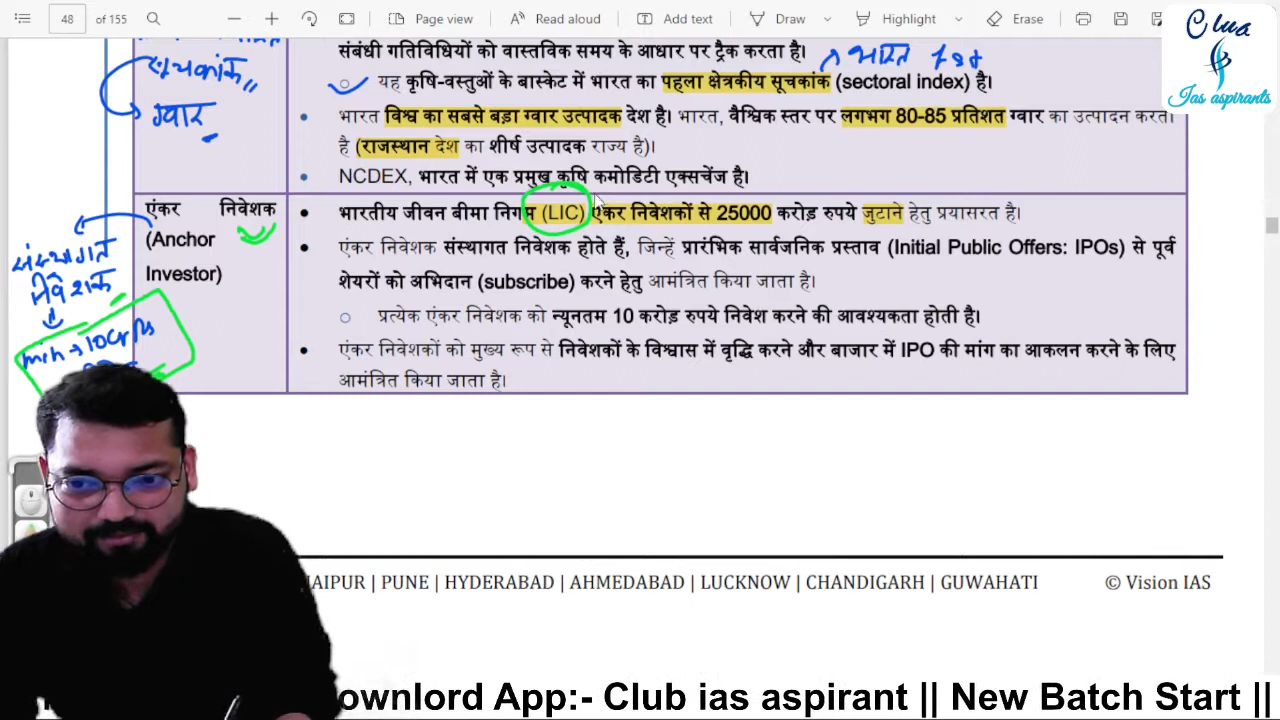 48 of 155 Page view Read aloud Add text Draw Highlight Erase
Club
Ias aspirants
संबंधी गतिविधियों को वास्तविक समय के आधार पर ट्रैक करता है।
भारत 1st
सूचकांक"
यह कृषि-वस्तुओं के बास्केट में भारत का पहला क्षेत्रकीय सूचकांक (sectoral index) है।
ग्वार
भारत विश्व का सबसे बड़ा ग्वार उत्पादक देश है। भारत, वैश्विक स्तर पर लगभग 80-85 प्रतिशत ग्वार का उत्पादन करता
है (राजस्थान देश का शीर्ष उत्पादक राज्य है)।
NCDEX, भारत में एक प्रमुख कृषि कमोडिटी एक्सचेंज है।
एंकर निवेशक
(Anchor
Investor)
भारतीय जीवन बीमा निगम (LIC) एंकर निवेशकों से 25000 करोड़ रुपये जुटाने हेतु प्रयासरत है।
एंकर निवेशक संस्थागत निवेशक होते हैं, जिन्हें प्रारंभिक सार्वजनिक प्रस्ताव (Initial Public Offers: IPOs) से पूर्व
शेयरों को अभिदान (subscribe) करने हेतु आमंत्रित किया जाता है।
प्रत्येक एंकर निवेशक को न्यूनतम 10 करोड़ रुपये निवेश करने की आवश्यकता होती है।
एंकर निवेशकों को मुख्य रूप से निवेशकों के विश्वास में वृद्धि करने और बाजार में IPO की मांग का आकलन करने के लिए
आमंत्रित किया जाता है।
संस्थागत
निवेशक
min → 10Cr Rs
JAIPUR | PUNE | HYDERABAD | AHMEDABAD | LUCKNOW | CHANDIGARH | GUWAHATI © Vision IAS
ownlord App:- Club ias aspirant || New Batch Start ||